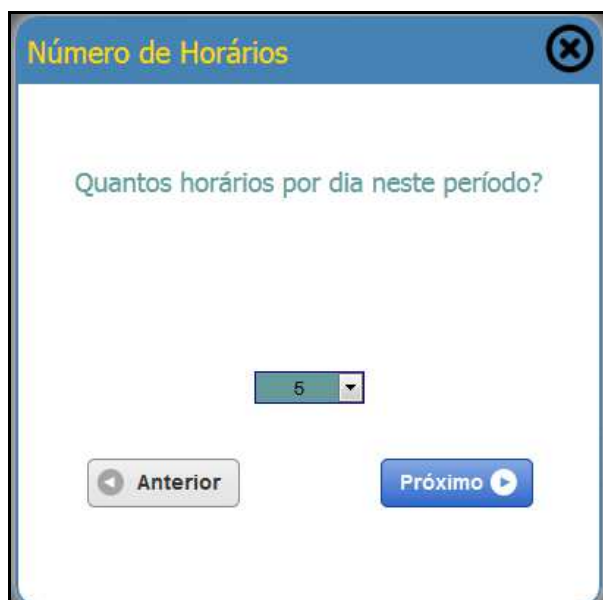 Número de Horários
Quantos horários por dia neste período?
5
Anterior
Próximo